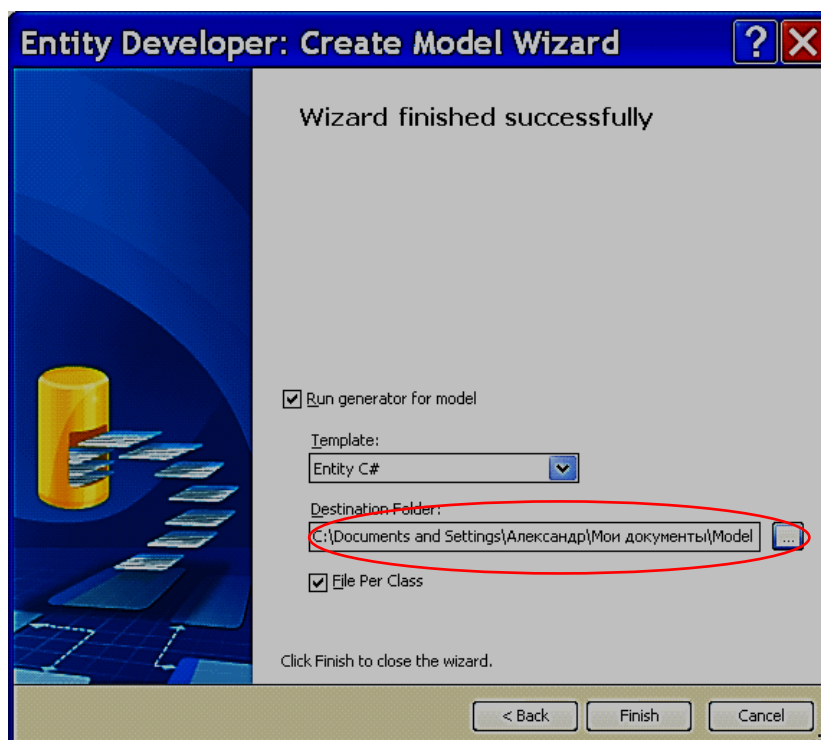 Entity Developer: Create Model Wizard
Wizard finished successfully
Run generator for model
Template:
Entity C#
Destination Folder:
C:\Documents and Settings\Александр\Мои документы\Model
...
File Per Class
Click Finish to close the wizard.
< Back Finish Cancel